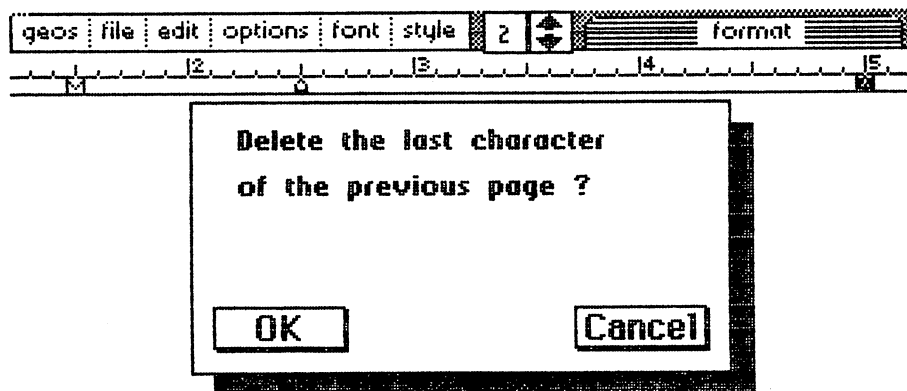 geos file edit options font style 2 format
2 3 4 5
M
Delete the last character
of the previous page ?
OK Cancel